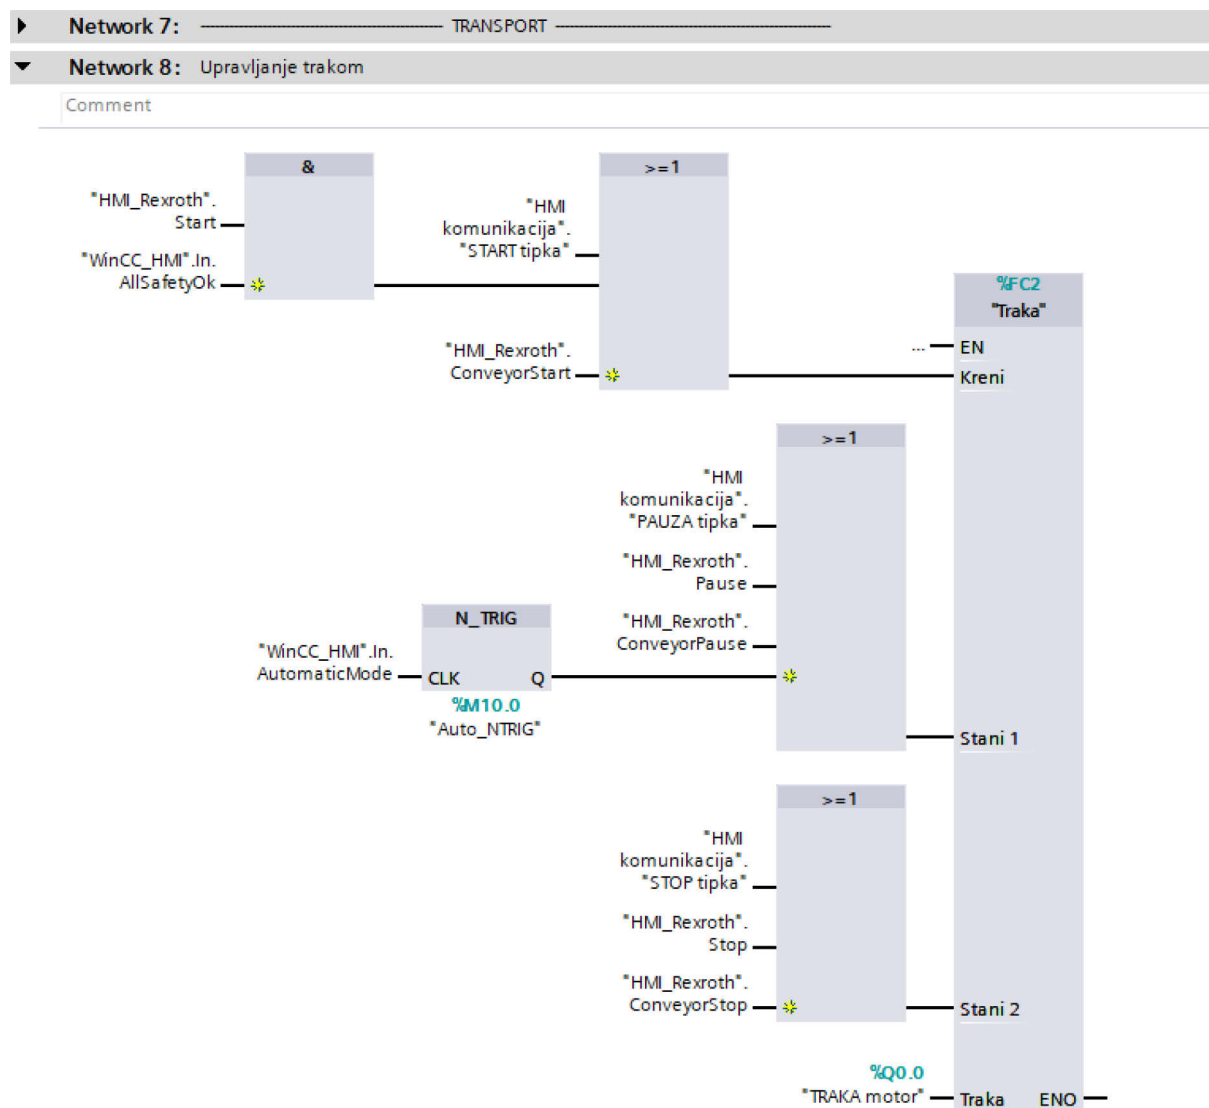 Network 7: TRANSPORT
Network 8: Upravljanje trakom
Comment
&
"HMI_Rexroth".
Start
"WinCC_HMI".In.
AllSafetyOk
>=1
"HMI
komunikacija".
"START tipka"
"HMI_Rexroth".
ConveyorStart
%FC2
"Traka"
... EN
Kreni
>=1
"HMI
komunikacija".
"PAUZA tipka"
"HMI_Rexroth".
Pause
"HMI_Rexroth".
ConveyorPause
N_TRIG
"WinCC_HMI".In.
AutomaticMode
CLK Q
%M10.0
"Auto_NTRIG"
Stani 1
>=1
"HMI
komunikacija".
"STOP tipka"
"HMI_Rexroth".
Stop
"HMI_Rexroth".
ConveyorStop
Stani 2
%Q0.0
"TRAKA motor"
Traka ENO